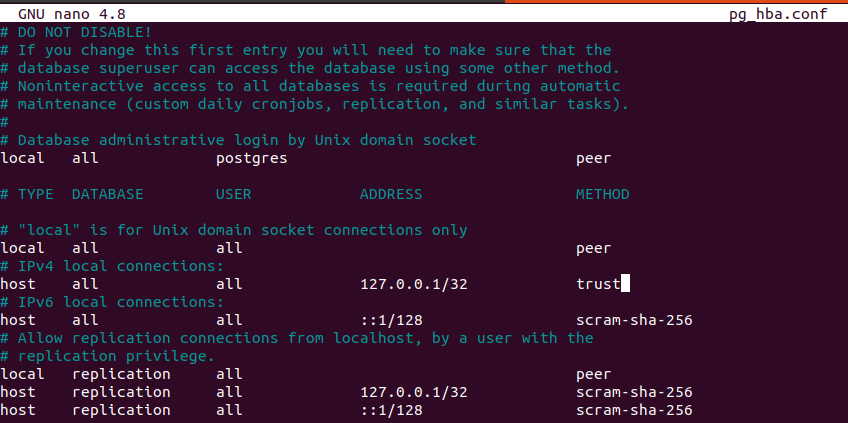 GNU nano 4.8 pg_hba.conf
# DO NOT DISABLE!
# If you change this first entry you will need to make sure that the
# database superuser can access the database using some other method.
# Noninteractive access to all databases is required during automatic
# maintenance (custom daily cronjobs, replication, and similar tasks).
#
# Database administrative login by Unix domain socket
local   all             postgres                                peer

# TYPE  DATABASE        USER            ADDRESS                 METHOD

# "local" is for Unix domain socket connections only
local   all             all                                     peer
# IPv4 local connections:
host    all             all             127.0.0.1/32            trust
# IPv6 local connections:
host    all             all             ::1/128                 scram-sha-256
# Allow replication connections from localhost, by a user with the
# replication privilege.
local   replication     all                                     peer
host    replication     all             127.0.0.1/32            scram-sha-256
host    replication     all             ::1/128                 scram-sha-256